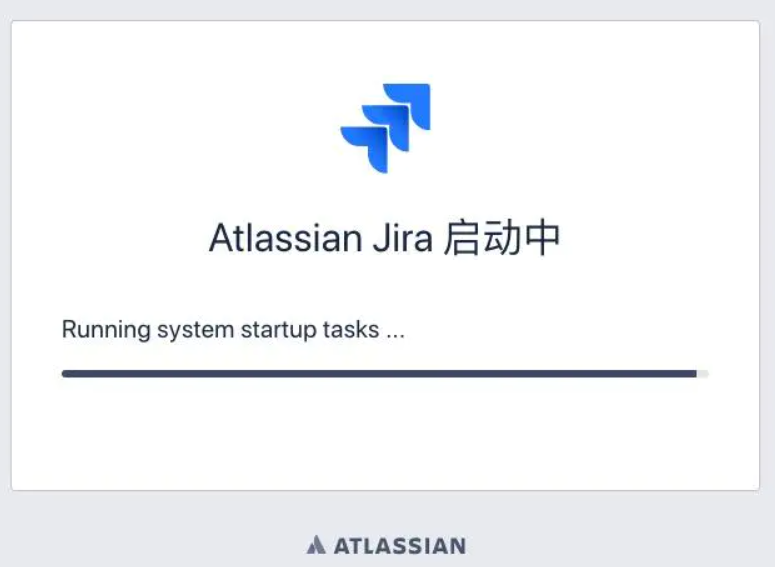 Atlassian Jira 启动中
Running system startup tasks ...
ATLASSIAN